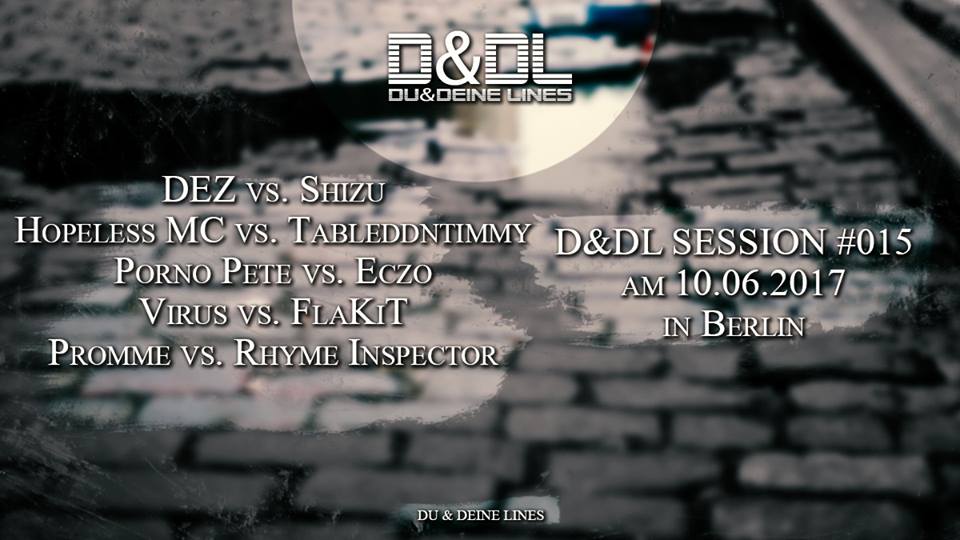 D&DL
DU&DEINE LINES
DEZ vs. Shizu
Hopeless MC vs. Tableddntimmy
Porno Pete vs. Eczo
Virus vs. FlaKiT
Promme vs. Rhyme Inspector
D&DL SESSION #015
am 10.06.2017
in Berlin
DU & DEINE LINES